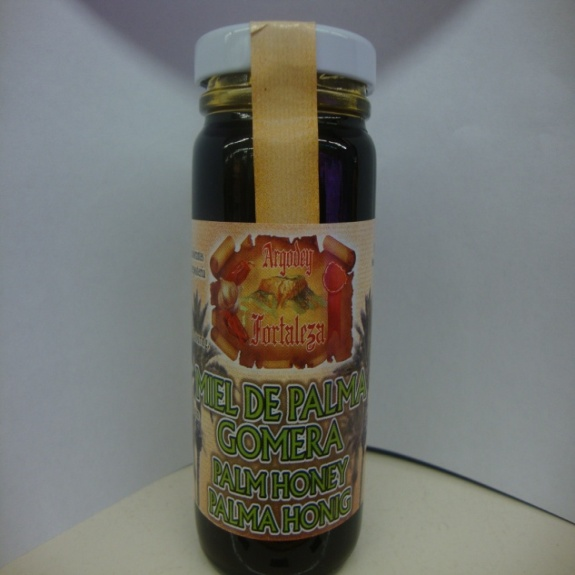 Argodey
Fortaleza
MIEL DE PALMA
GOMERA
PALM HONEY
PALMA HONIG